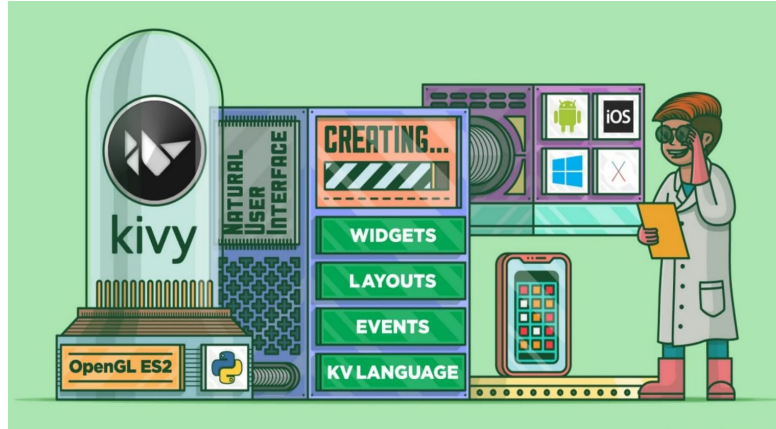 kivy
OpenGL ES2
NATURAL
USER
INTERFACE
CREATING...
WIDGETS
LAYOUTS
EVENTS
KV LANGUAGE
iOS
X